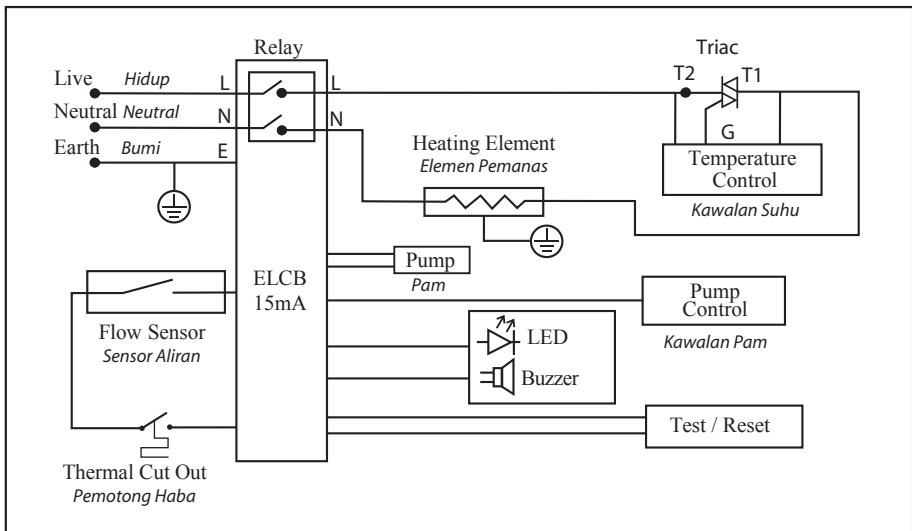 Relay
Triac
Live Hidup L
L
T2
T1
Neutral Neutral N
N
Earth Bumi E
G
Heating Element
Elemen Pemanas
Temperature
Control
Kawalan Suhu
ELCB
15mA
Pump
Pam
Pump
Control
Kawalan Pam
Flow Sensor
Sensor Aliran
LED
Buzzer
Test / Reset
Thermal Cut Out
Pemotong Haba